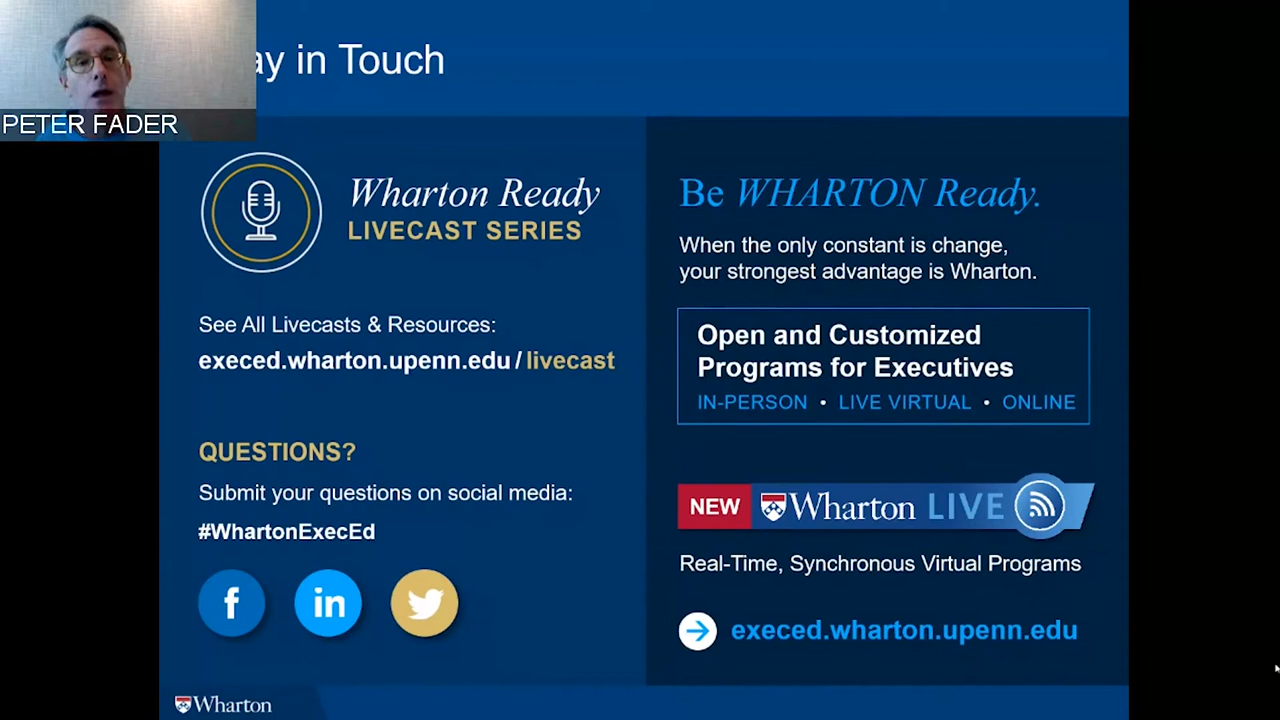 ay in Touch
PETER FADER
Wharton Ready
LIVECAST SERIES
See All Livecasts & Resources:
execed.wharton.upenn.edu/livecast
QUESTIONS?
Submit your questions on social media:
#WhartonExecEd
f
in
Be WHARTON Ready.
When the only constant is change,
your strongest advantage is Wharton.
Open and Customized
Programs for Executives
IN-PERSON • LIVE VIRTUAL • ONLINE
NEW Wharton LIVE
Real-Time, Synchronous Virtual Programs
execed.wharton.upenn.edu
Wharton